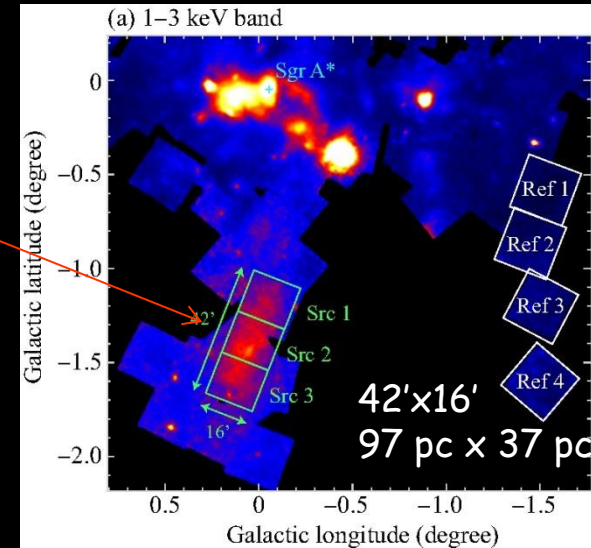 (a) 1–3 keV band
Sgr A*
0
−0.5
−1.0
−1.5
−2.0
Galactic latitude (degree)
Ref 1
Ref 2
Ref 3
Ref 4
42'
Src 1
Src 2
Src 3
16'
42'x16'
97 pc x 37 pc
0.5
0
−0.5
−1.0
−1.5
Galactic longitude (degree)